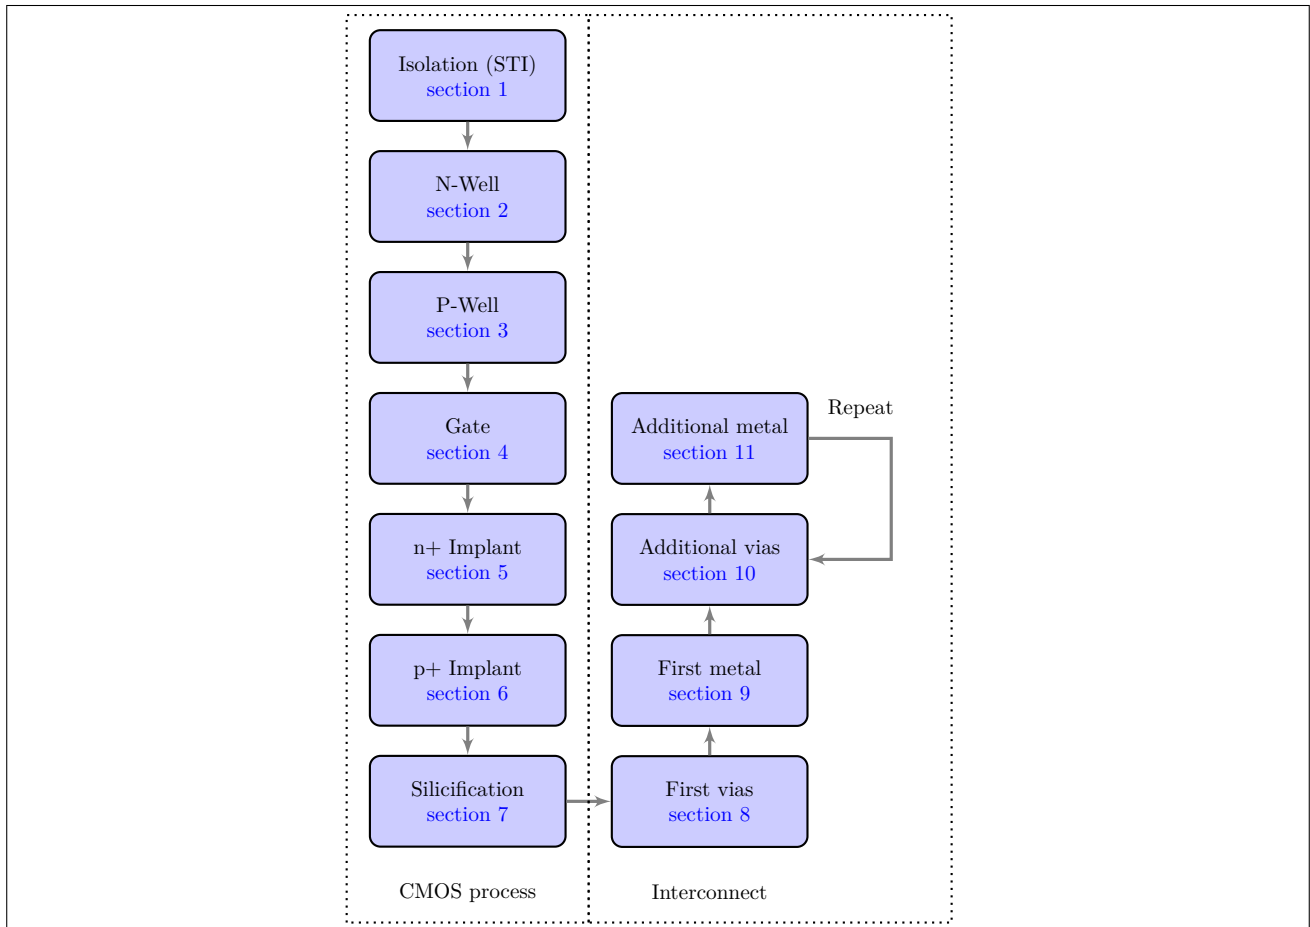 Isolation (STI)
section 1
N-Well
section 2
P-Well
section 3
Gate
section 4
n+ Implant
section 5
p+ Implant
section 6
Silicification
section 7
CMOS process
Additional metal
section 11
Repeat
Additional vias
section 10
First metal
section 9
First vias
section 8
Interconnect